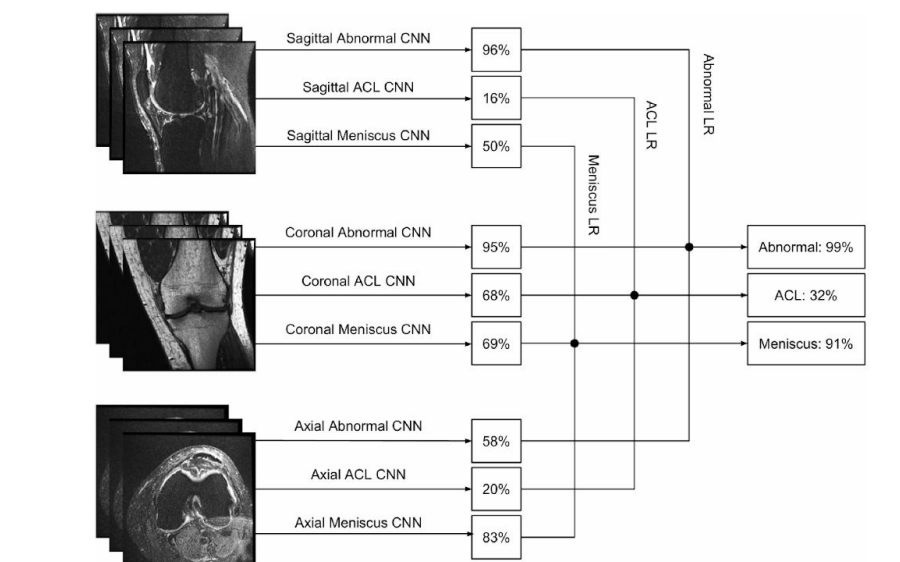 Sagittal Abnormal CNN
96%
Sagittal ACL CNN
16%
Sagittal Meniscus CNN
50%
Abnormal LR
ACL LR
Meniscus LR
Coronal Abnormal CNN
95%
Abnormal: 99%
Coronal ACL CNN
68%
ACL: 32%
Coronal Meniscus CNN
69%
Meniscus: 91%
Axial Abnormal CNN
58%
Axial ACL CNN
20%
Axial Meniscus CNN
83%